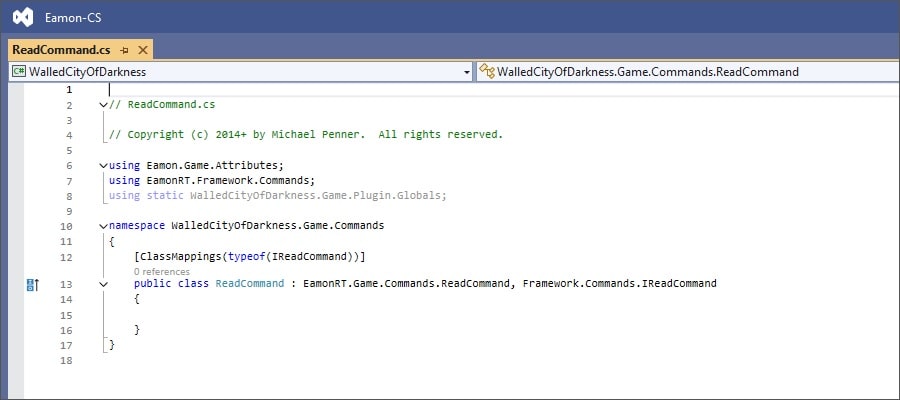 Eamon-CS
ReadCommand.cs
C# WalledCityOfDarkness
WalledCityOfDarkness.Game.Commands.ReadCommand
1
2 // ReadCommand.cs
3
4 // Copyright (c) 2014+ by Michael Penner.  All rights reserved.
5
6 using Eamon.Game.Attributes;
7 using EamonRT.Framework.Commands;
8 using static WalledCityOfDarkness.Game.Plugin.Globals;
9
10 namespace WalledCityOfDarkness.Game.Commands
11 {
12 [ClassMappings(typeof(IReadCommand))]
0 references
13 public class ReadCommand : EamonRT.Game.Commands.ReadCommand, Framework.Commands.IReadCommand
14 {
15
16 }
17 }
18